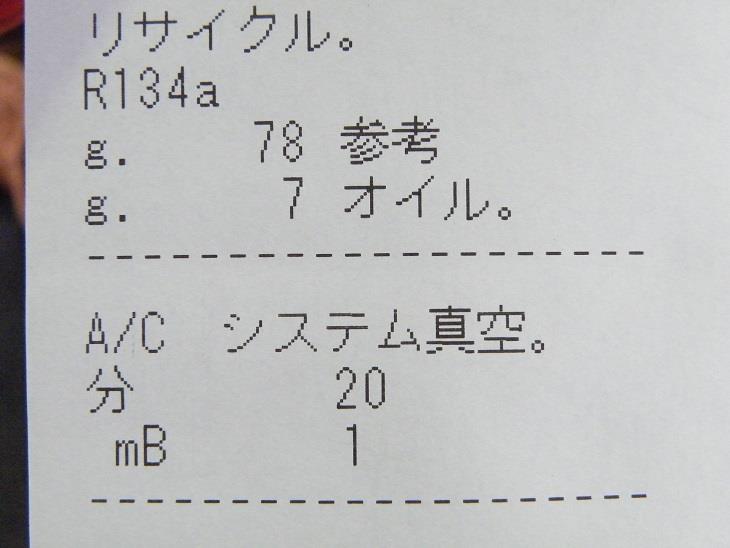 リサイクル。
R134a
g. 78 参考
g. 7 オイル。
--------------------
A/C システム真空。
分 20
mB 1
--------------------